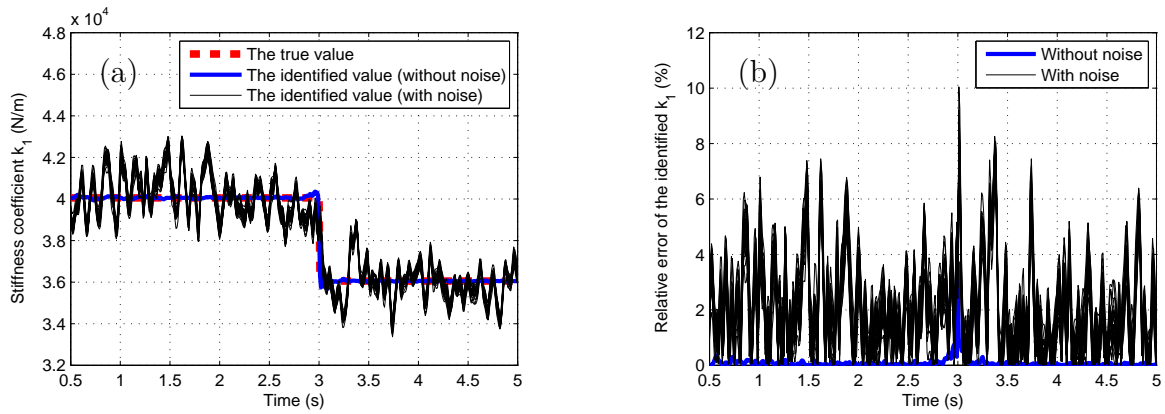 x 10⁴
4.8
4.6
4.4
4.2
4.0
3.8
3.6
3.4
3.2
Stiffness coefficient k₁ (N/m)
(a)
The true value
The identified value (without noise)
The identified value (with noise)
0.5 1 1.5 2 2.5 3 3.5 4 4.5 5
Time (s)
12
10
8
6
4
2
0
Relative error of the identified k₁ (%)
(b)
Without noise
With noise
0.5 1 1.5 2 2.5 3 3.5 4 4.5 5
Time (s)